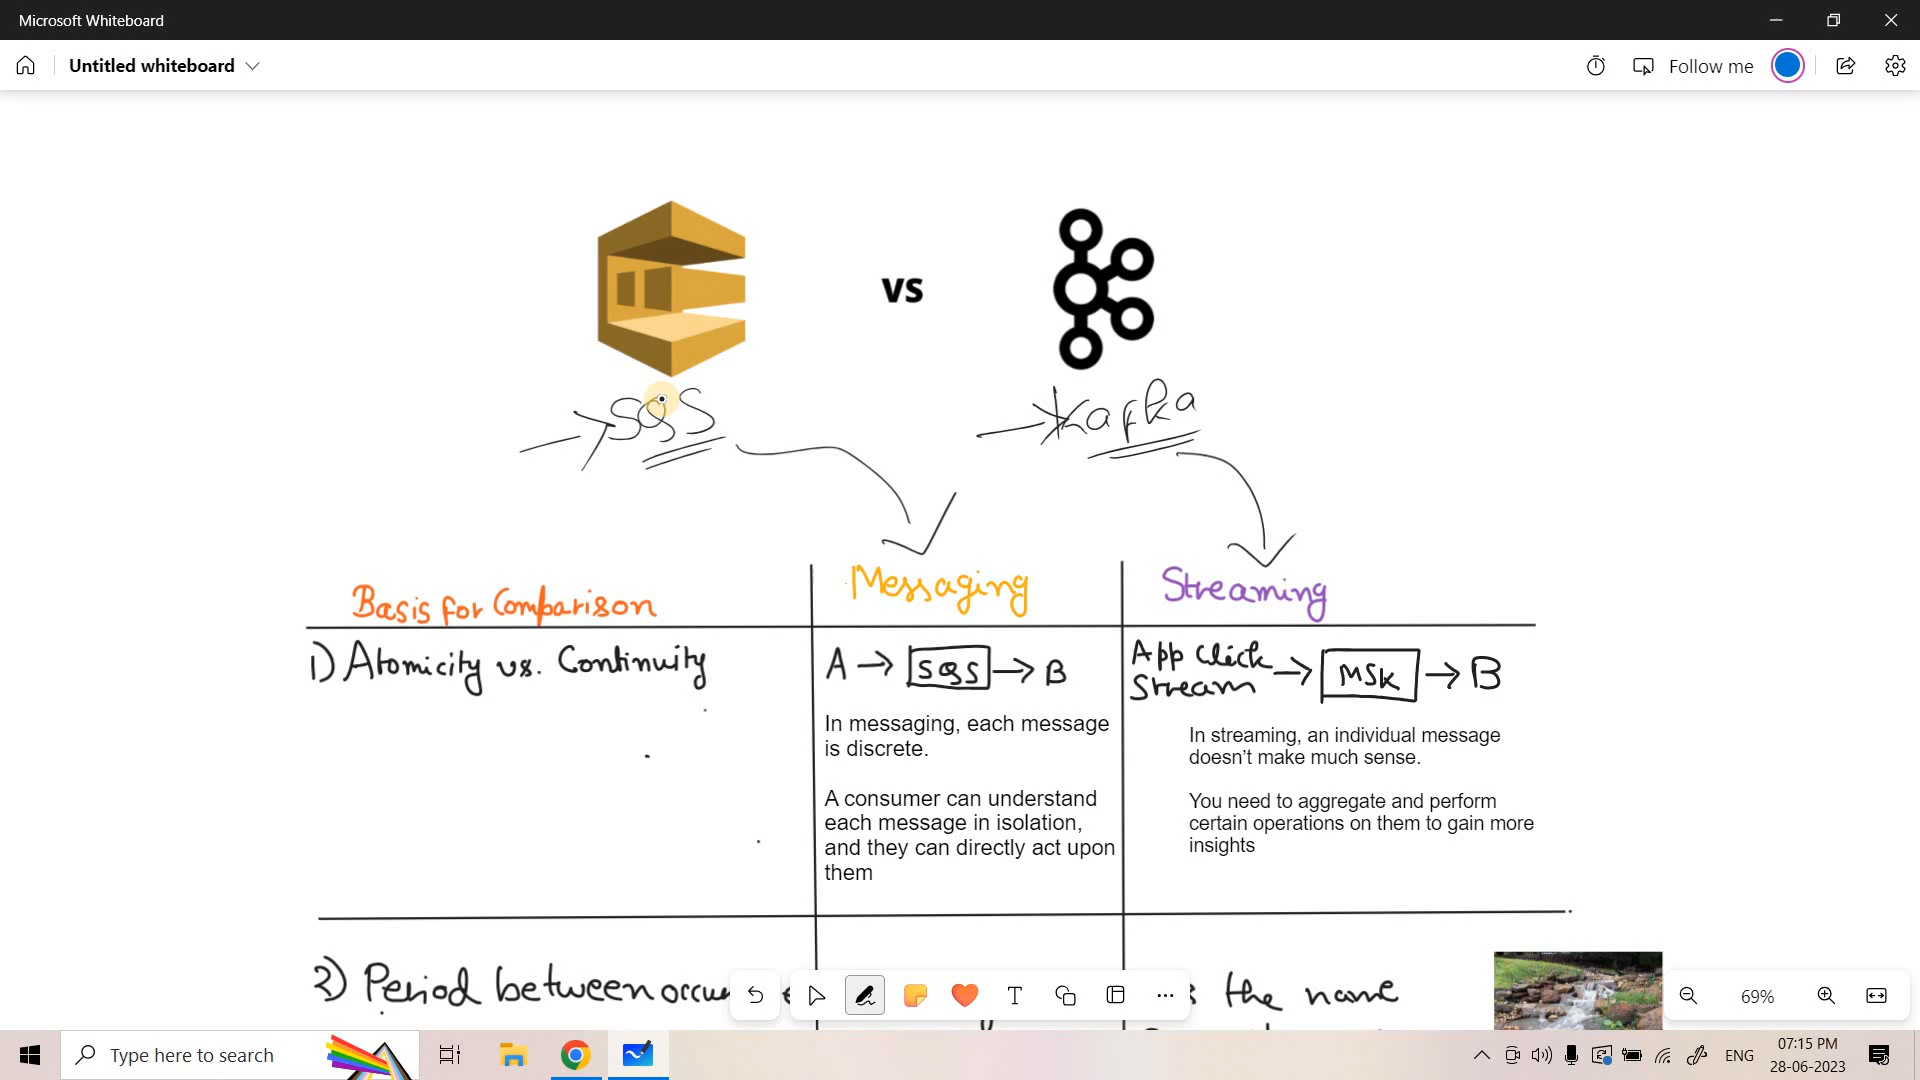 Microsoft Whiteboard
Untitled whiteboard
Follow me
vs
SQS
Kafka
Basis for Comparison
Messaging
Streaming
1) Atomicity vs. Continuity
A → SQS → B
App Click Stream → MSK → B
In messaging, each message
is discrete.
A consumer can understand
each message in isolation,
and they can directly act upon
them
In streaming, an individual message
doesn't make much sense.
You need to aggregate and perform
certain operations on them to gain more
insights
2) Period between
the name
69%
Type here to search
ENG
07:15 PM
28-06-2023